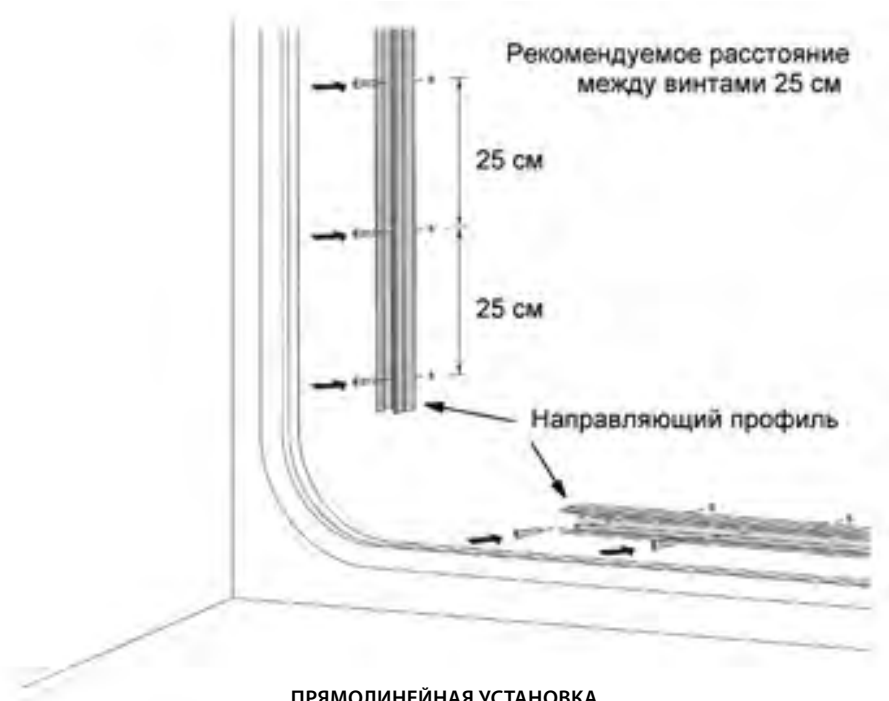 Рекомендуемое расстояние
между винтами 25 см
25 см
25 см
Направляющий профиль
ПРЯМОЛИНЕЙНАЯ УСТАНОВКА